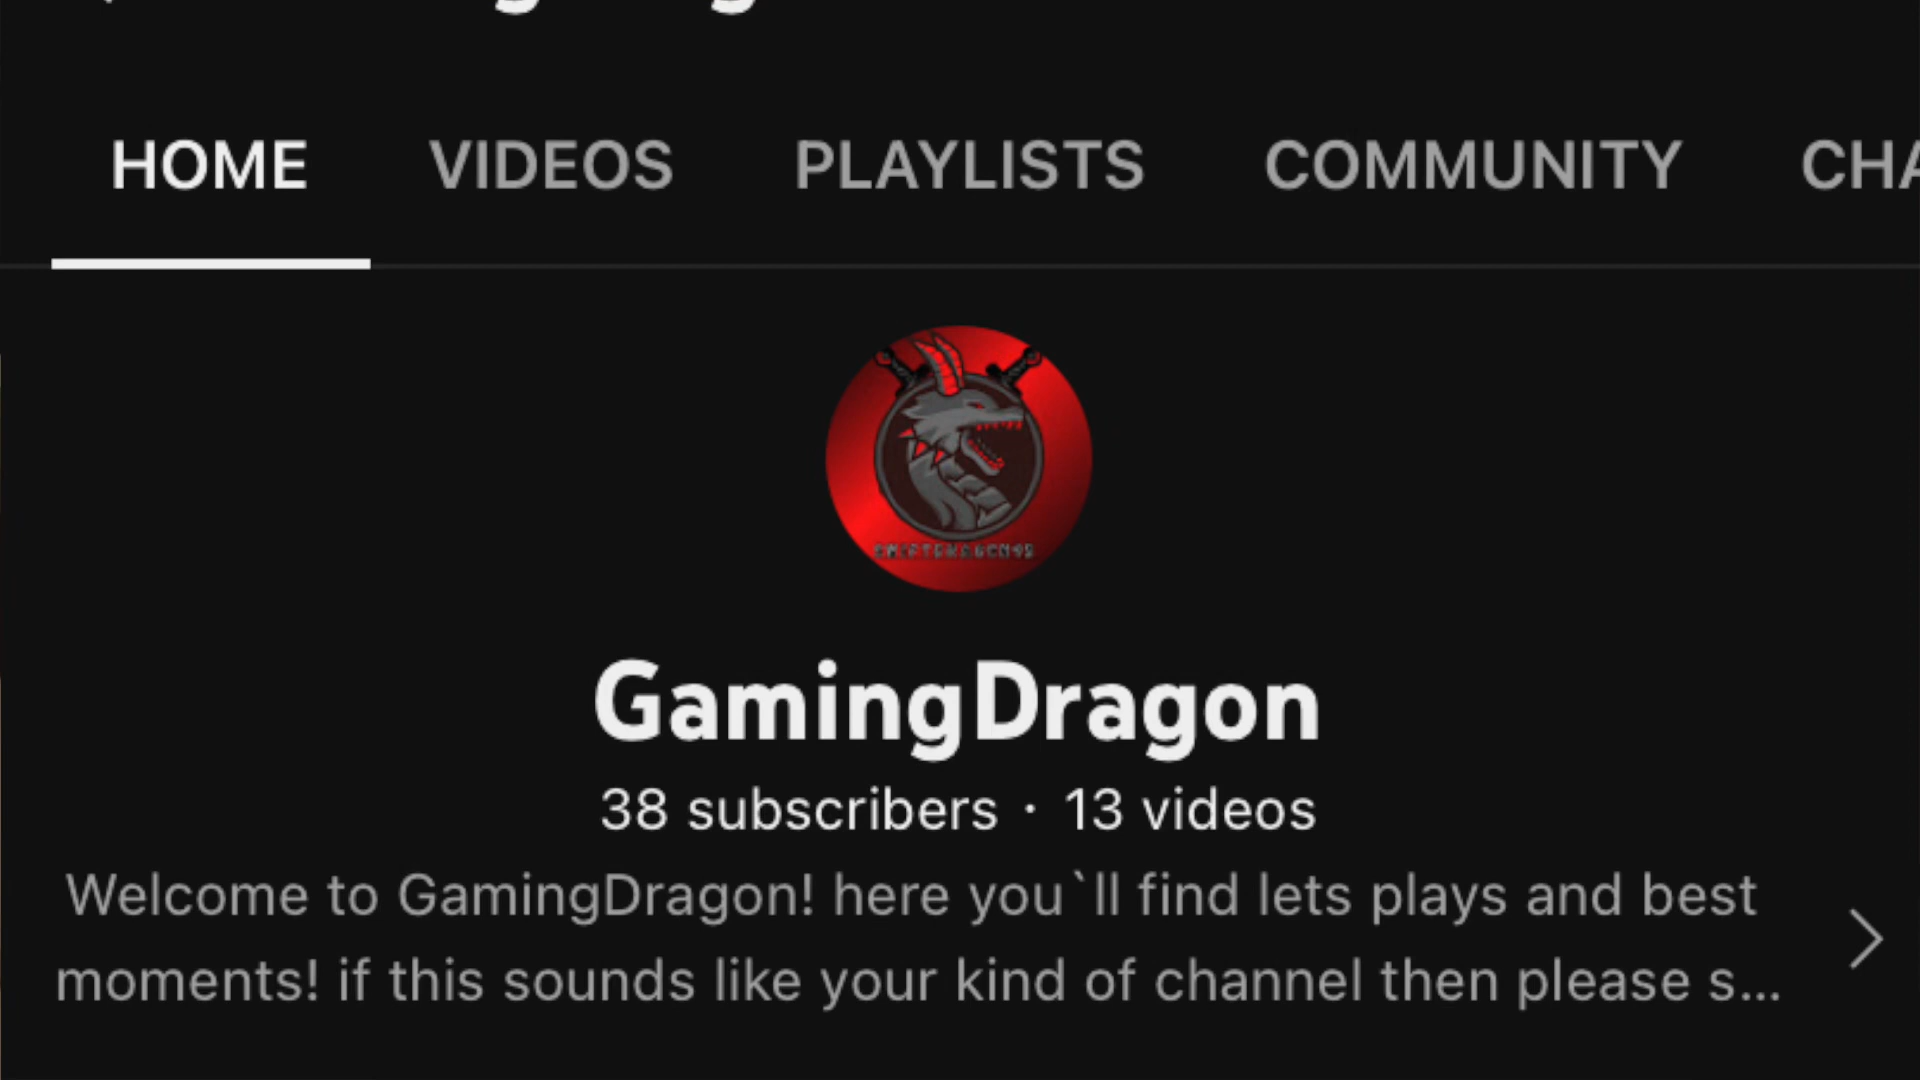 HOME VIDEOS PLAYLISTS COMMUNITY CHA
GamingDragon
38 subscribers · 13 videos
Welcome to GamingDragon! here you`ll find lets plays and best
moments! if this sounds like your kind of channel then please s...